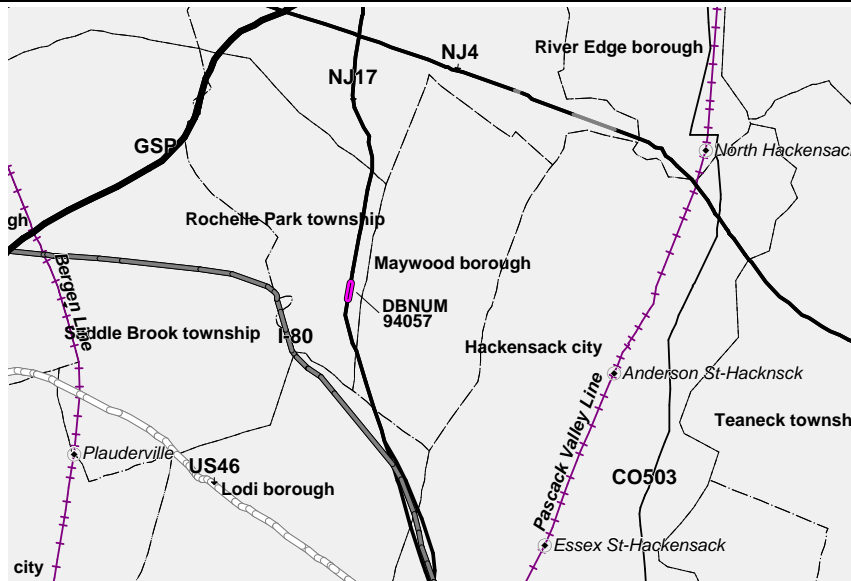 NJ4
River Edge borough
NJ17
GSP
North Hackensack
Rochelle Park township
gh
Maywood borough
Bergen Line
DBNUM
94057
Saddle Brook township
I-80
Hackensack city
Anderson St-Hacknsck
Pascack Valley Line
Teaneck townsh
Plauderville
US46
CO503
Lodi borough
Essex St-Hackensack
city